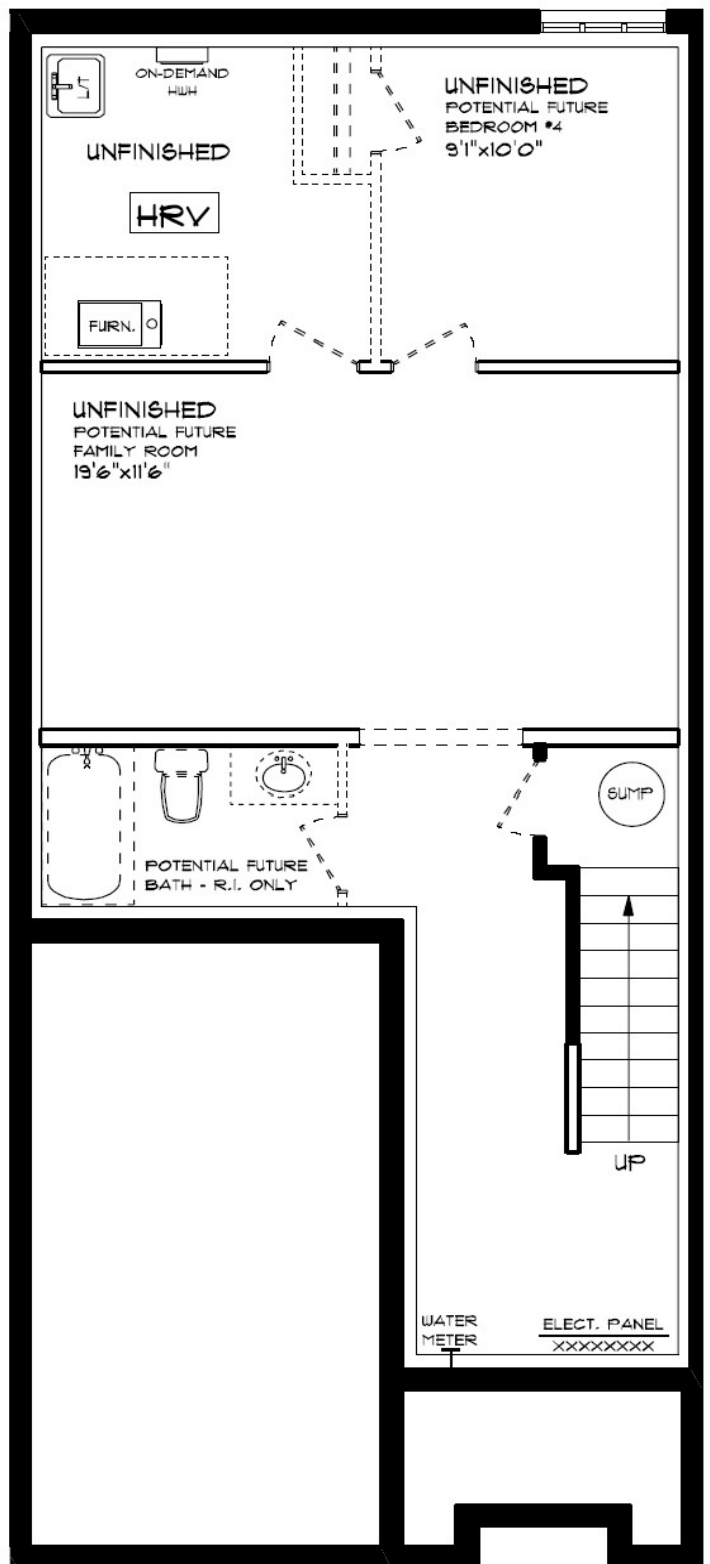 L/T
ON-DEMAND
HWH
UNFINISHED
HRV
FURN.
UNFINISHED
POTENTIAL FUTURE
BEDROOM #4
9'1"x10'0"
UNFINISHED
POTENTIAL FUTURE
FAMILY ROOM
19'6"x11'6"
SUMP
POTENTIAL FUTURE
BATH - R.I. ONLY
UP
WATER
METER
ELECT. PANEL
XXXXXXXX